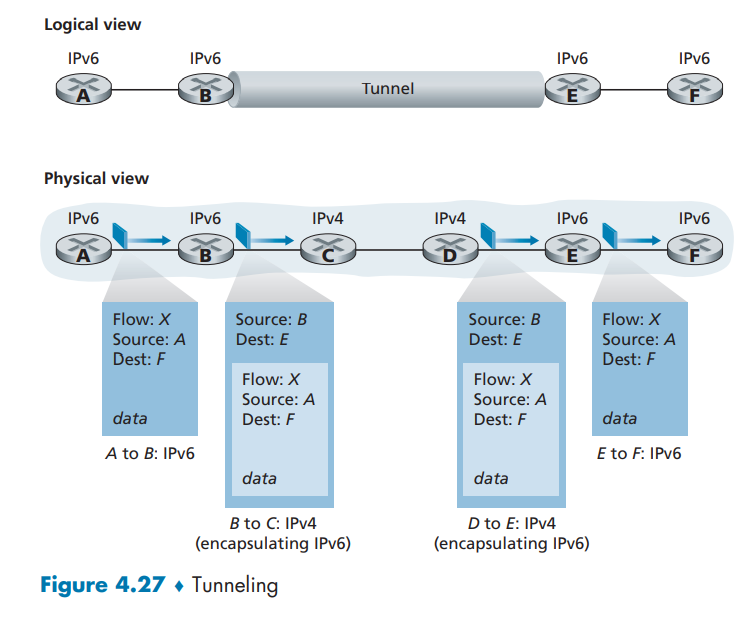 Logical view
IPv6 IPv6 IPv6 IPv6
A B Tunnel E F
Physical view
IPv6 IPv6 IPv4 IPv4 IPv6 IPv6
A B C D E F
Flow: X
Source: A
Dest: F
data
A to B: IPv6
Source: B
Dest: E
Flow: X
Source: A
Dest: F
data
B to C: IPv4
(encapsulating IPv6)
Source: B
Dest: E
Flow: X
Source: A
Dest: F
data
D to E: IPv4
(encapsulating IPv6)
Flow: X
Source: A
Dest: F
data
E to F: IPv6
Figure 4.27 ♦ Tunneling